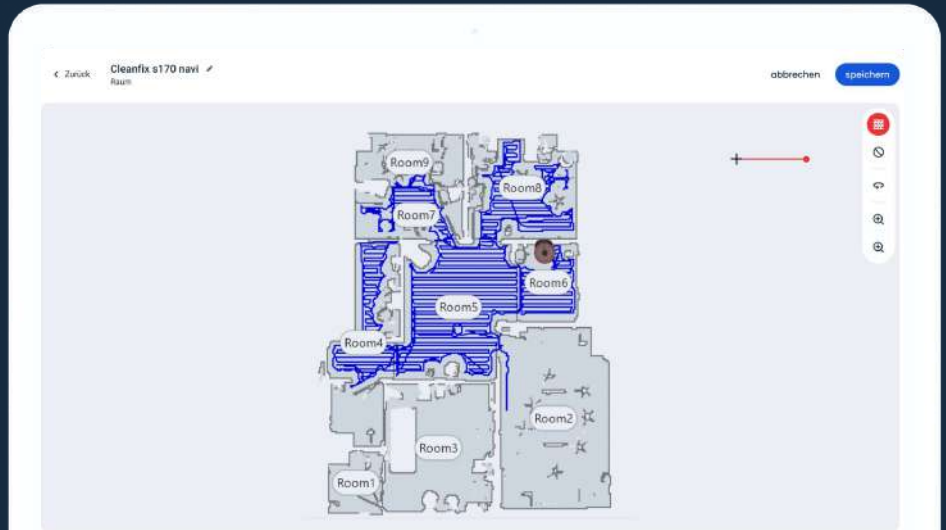 Zurück
Cleanfix s170 navi
Raum
abbrechen
speichern
Room9
Room8
Room7
Room6
Room5
Room4
Room2
Room3
Room1